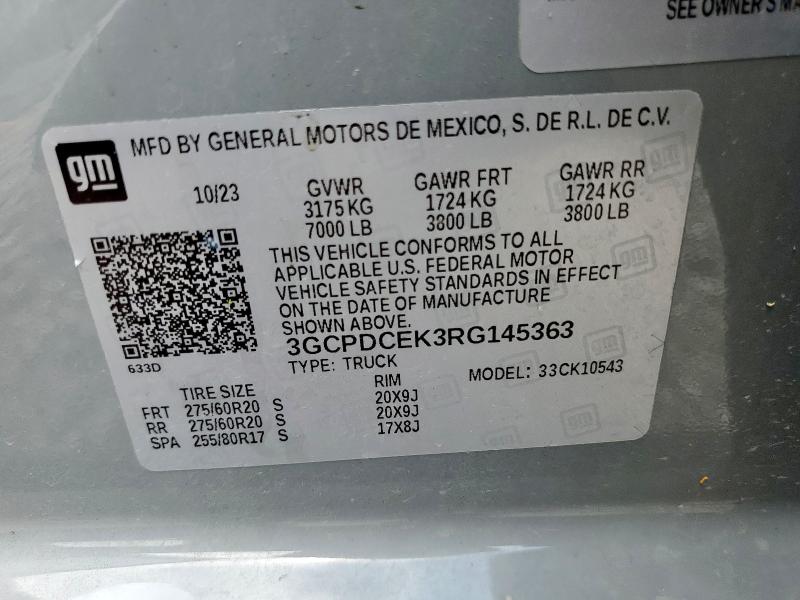 SEE OWNER'S MA
gm
MFD BY GENERAL MOTORS DE MEXICO, S. DE R.L. DE C.V.
10/23
GVWR
3175 KG
7000 LB
GAWR FRT
1724 KG
3800 LB
GAWR RR
1724 KG
3800 LB
THIS VEHICLE CONFORMS TO ALL
APPLICABLE U.S. FEDERAL MOTOR
VEHICLE SAFETY STANDARDS IN EFFECT
ON THE DATE OF MANUFACTURE
SHOWN ABOVE.
3GCPDCEK3RG145363
633D
TYPE: TRUCK
MODEL: 33CK10543
TIRE SIZE RIM
FRT 275/60R20 S 20X9J
RR 275/60R20 S 20X9J
SPA 255/80R17 S 17X8J